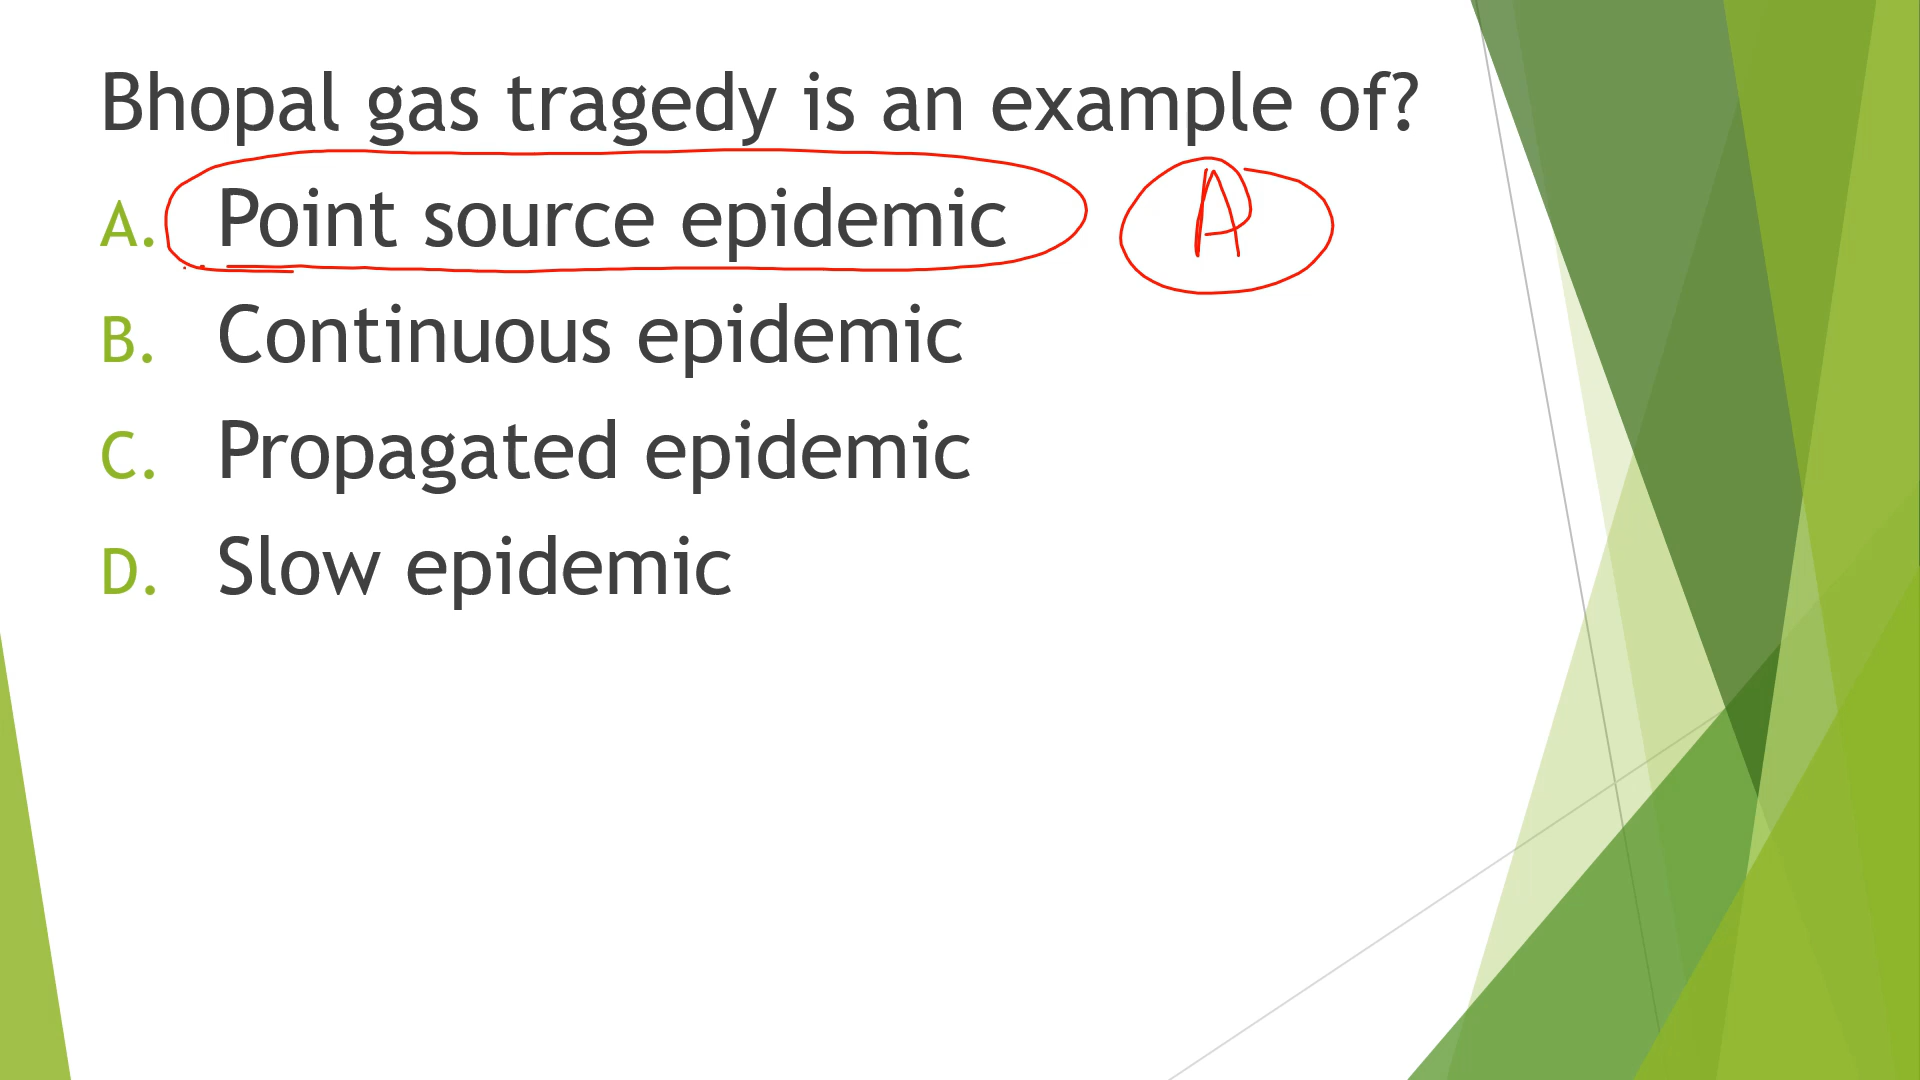 Bhopal gas tragedy is an example of?
A. Point source epidemic A
B. Continuous epidemic
C. Propagated epidemic
D. Slow epidemic